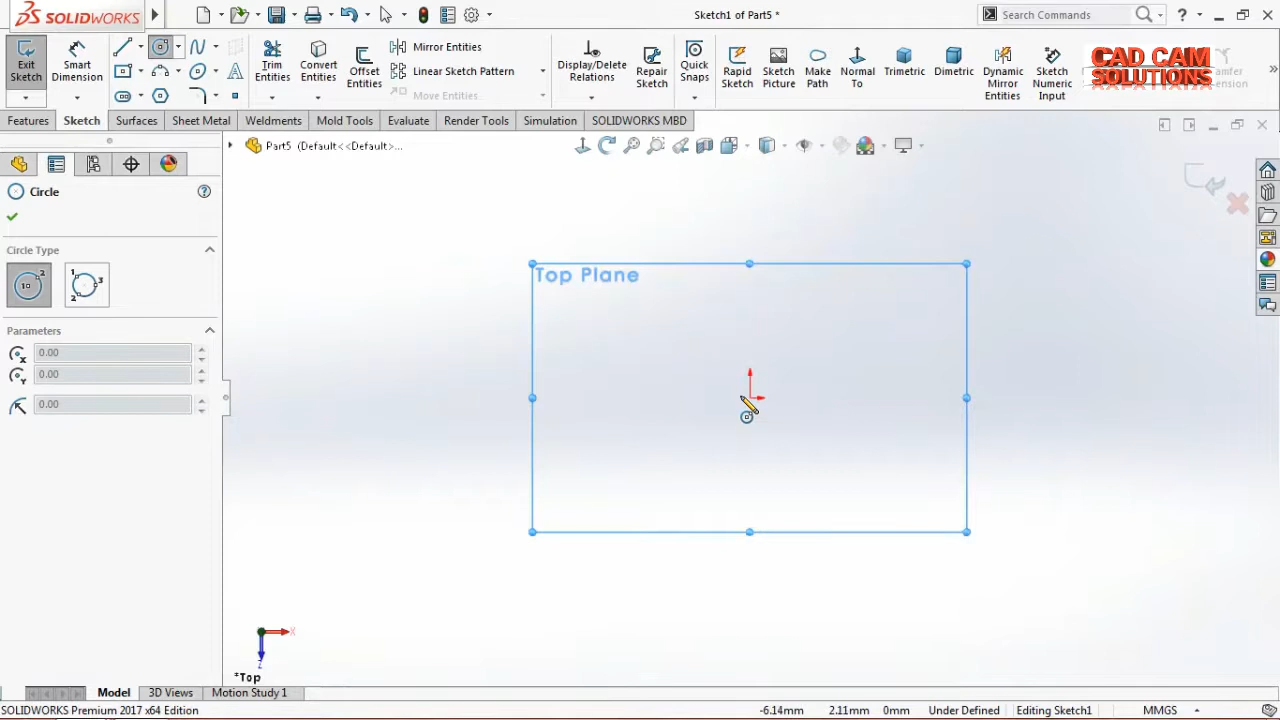 SOLIDWORKS
Sketch1 of Part5 *
Search Commands
?
Exit
Sketch
Smart
Dimension
Trim
Entities
Convert
Entities
Offset
Entities
Mirror Entities
Linear Sketch Pattern
Move Entities
Display/Delete
Relations
Repair
Sketch
Quick
Snaps
Rapid
Sketch
Sketch
Picture
Make
Path
Normal
To
Trimetric
Dimetric
Dynamic
Mirror
Entities
Sketch
Numeric
Input
CAD CAM
SOLUTIONS
Features
Sketch
Surfaces
Sheet Metal
Weldments
Mold Tools
Evaluate
Render Tools
Simulation
SOLIDWORKS MBD
Part5 (Default<<Default>...
Circle
Circle Type
Parameters
0.00
0.00
0.00
Top Plane
X
Z
*Top
Model
3D Views
Motion Study 1
SOLIDWORKS Premium 2017 x64 Edition
-6.14mm
2.11mm
0mm
Under Defined
Editing Sketch1
MMGS